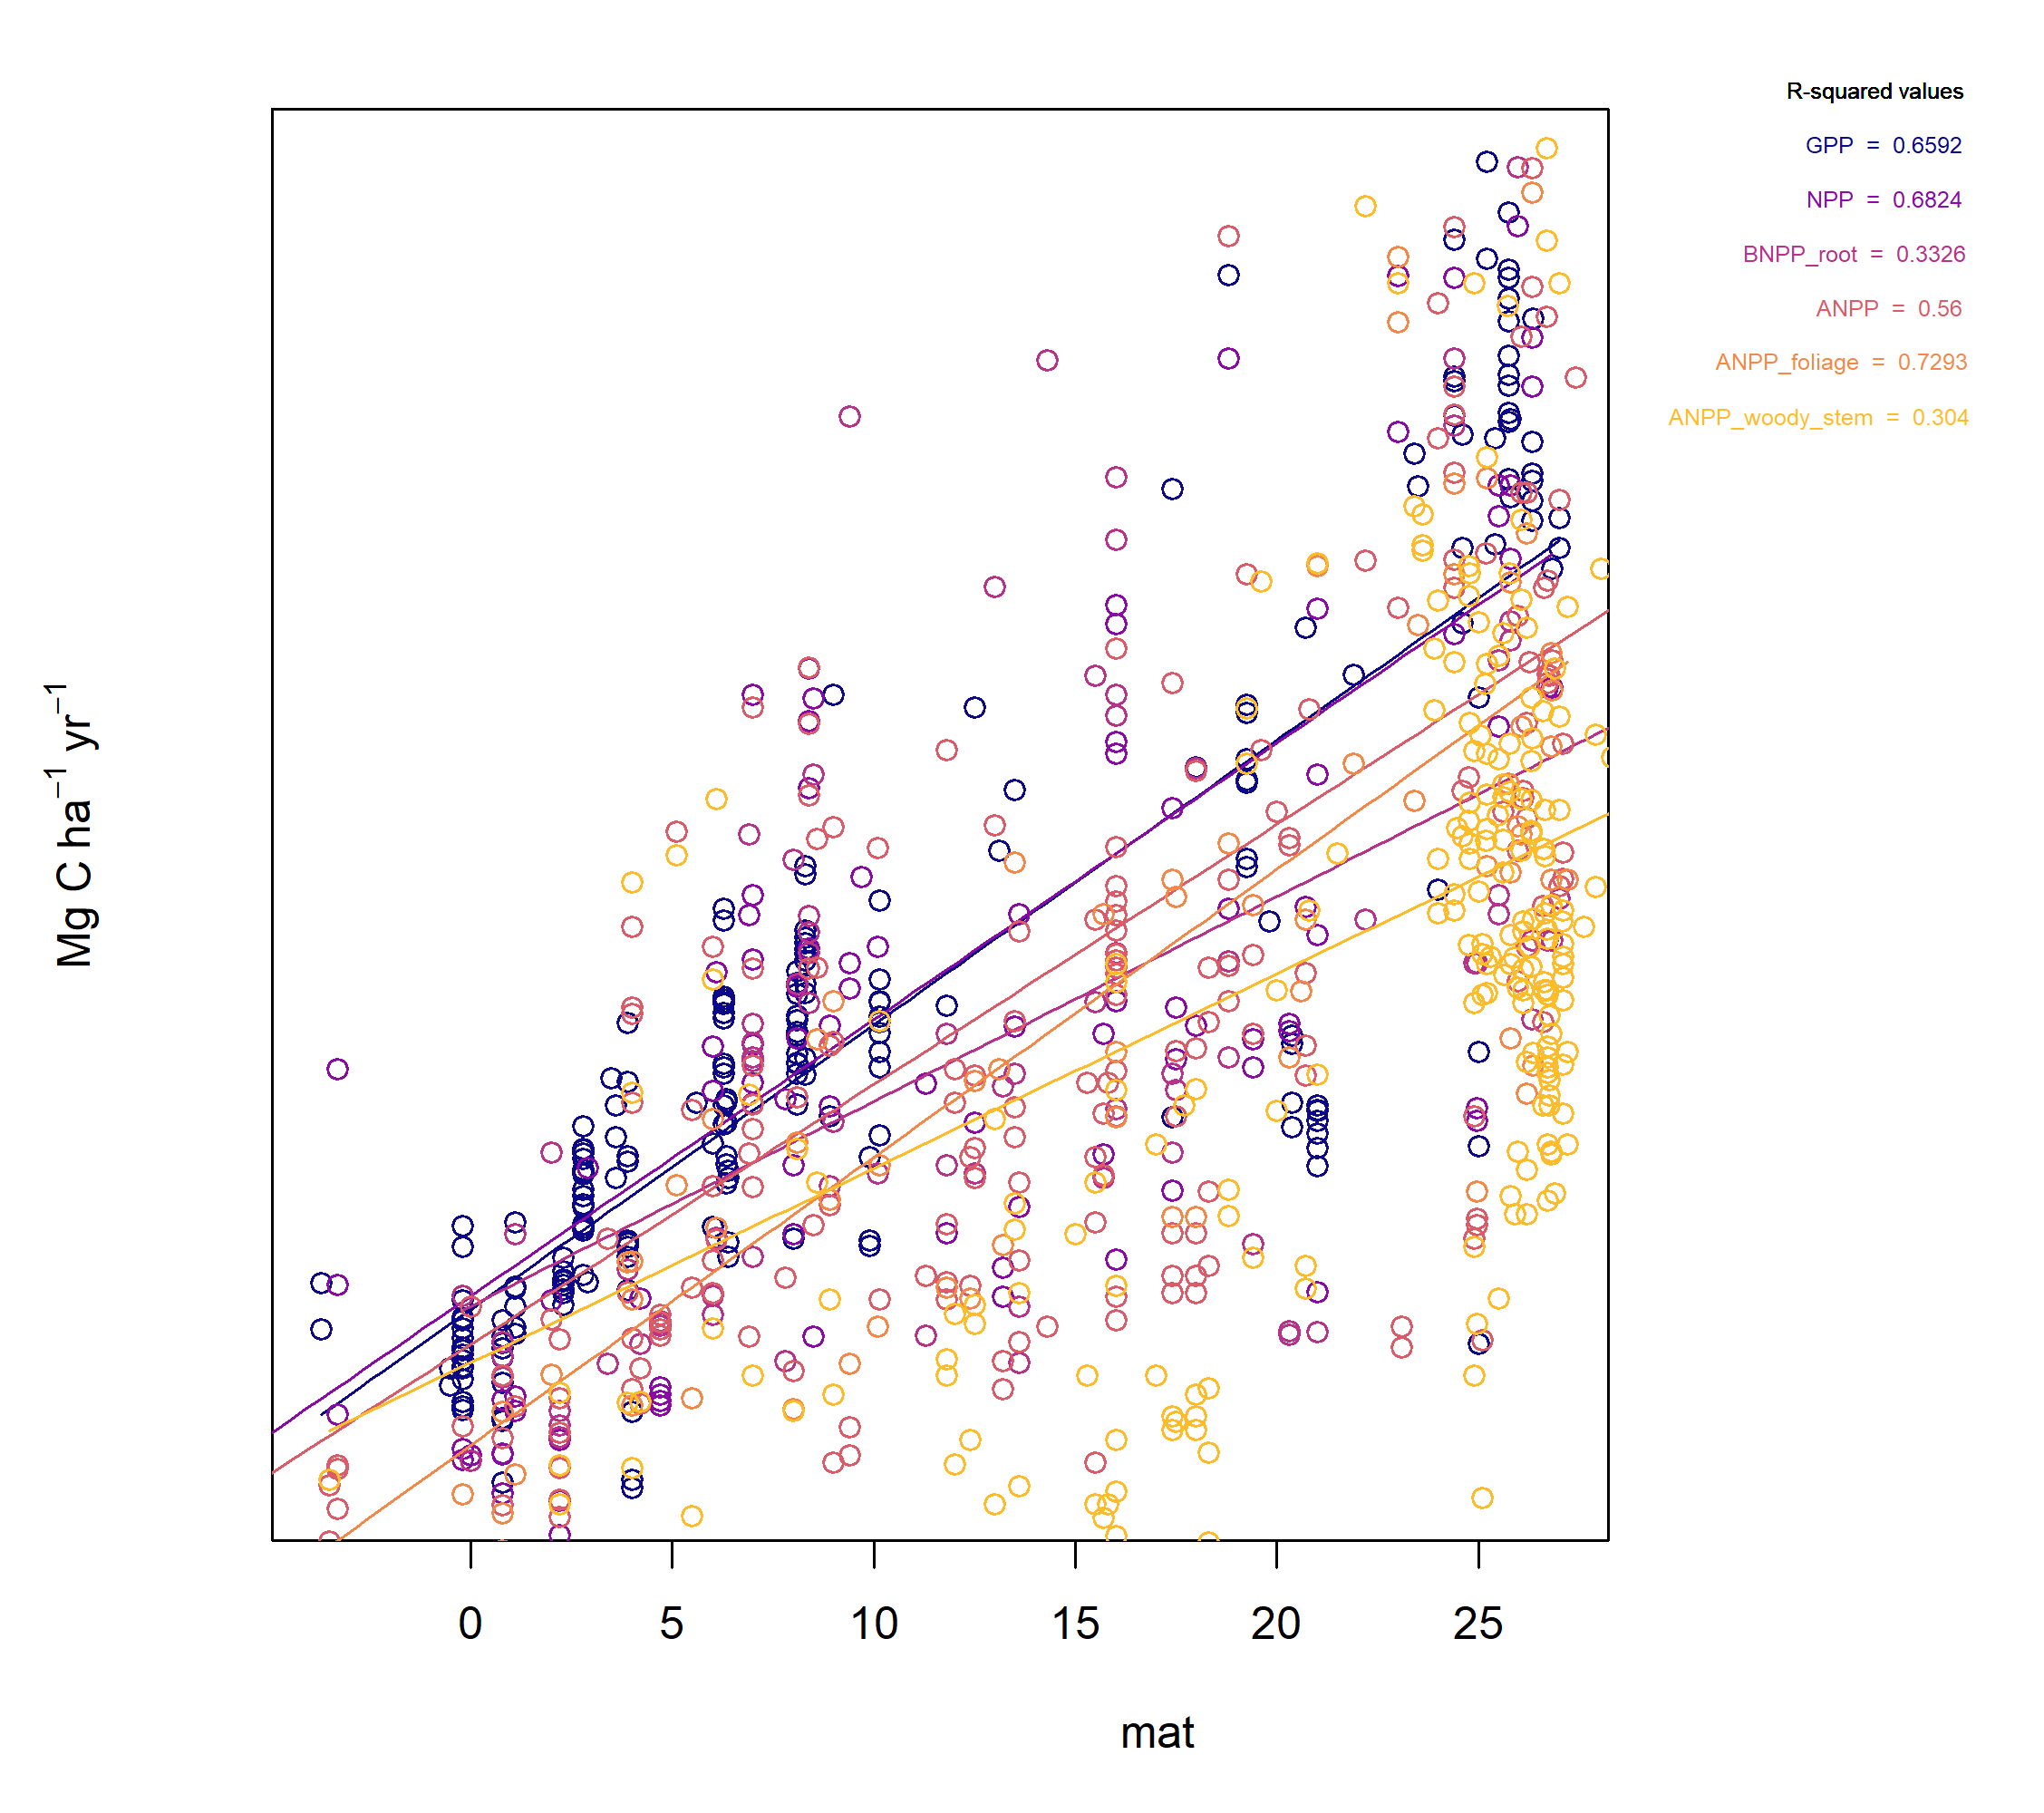 R-squared values
GPP = 0.6592
NPP = 0.6824
BNPP_root = 0.3326
ANPP = 0.56
ANPP_foliage = 0.7293
ANPP_woody_stem = 0.304
Mg C ha⁻¹ yr⁻¹
0 5 10 15 20 25
mat